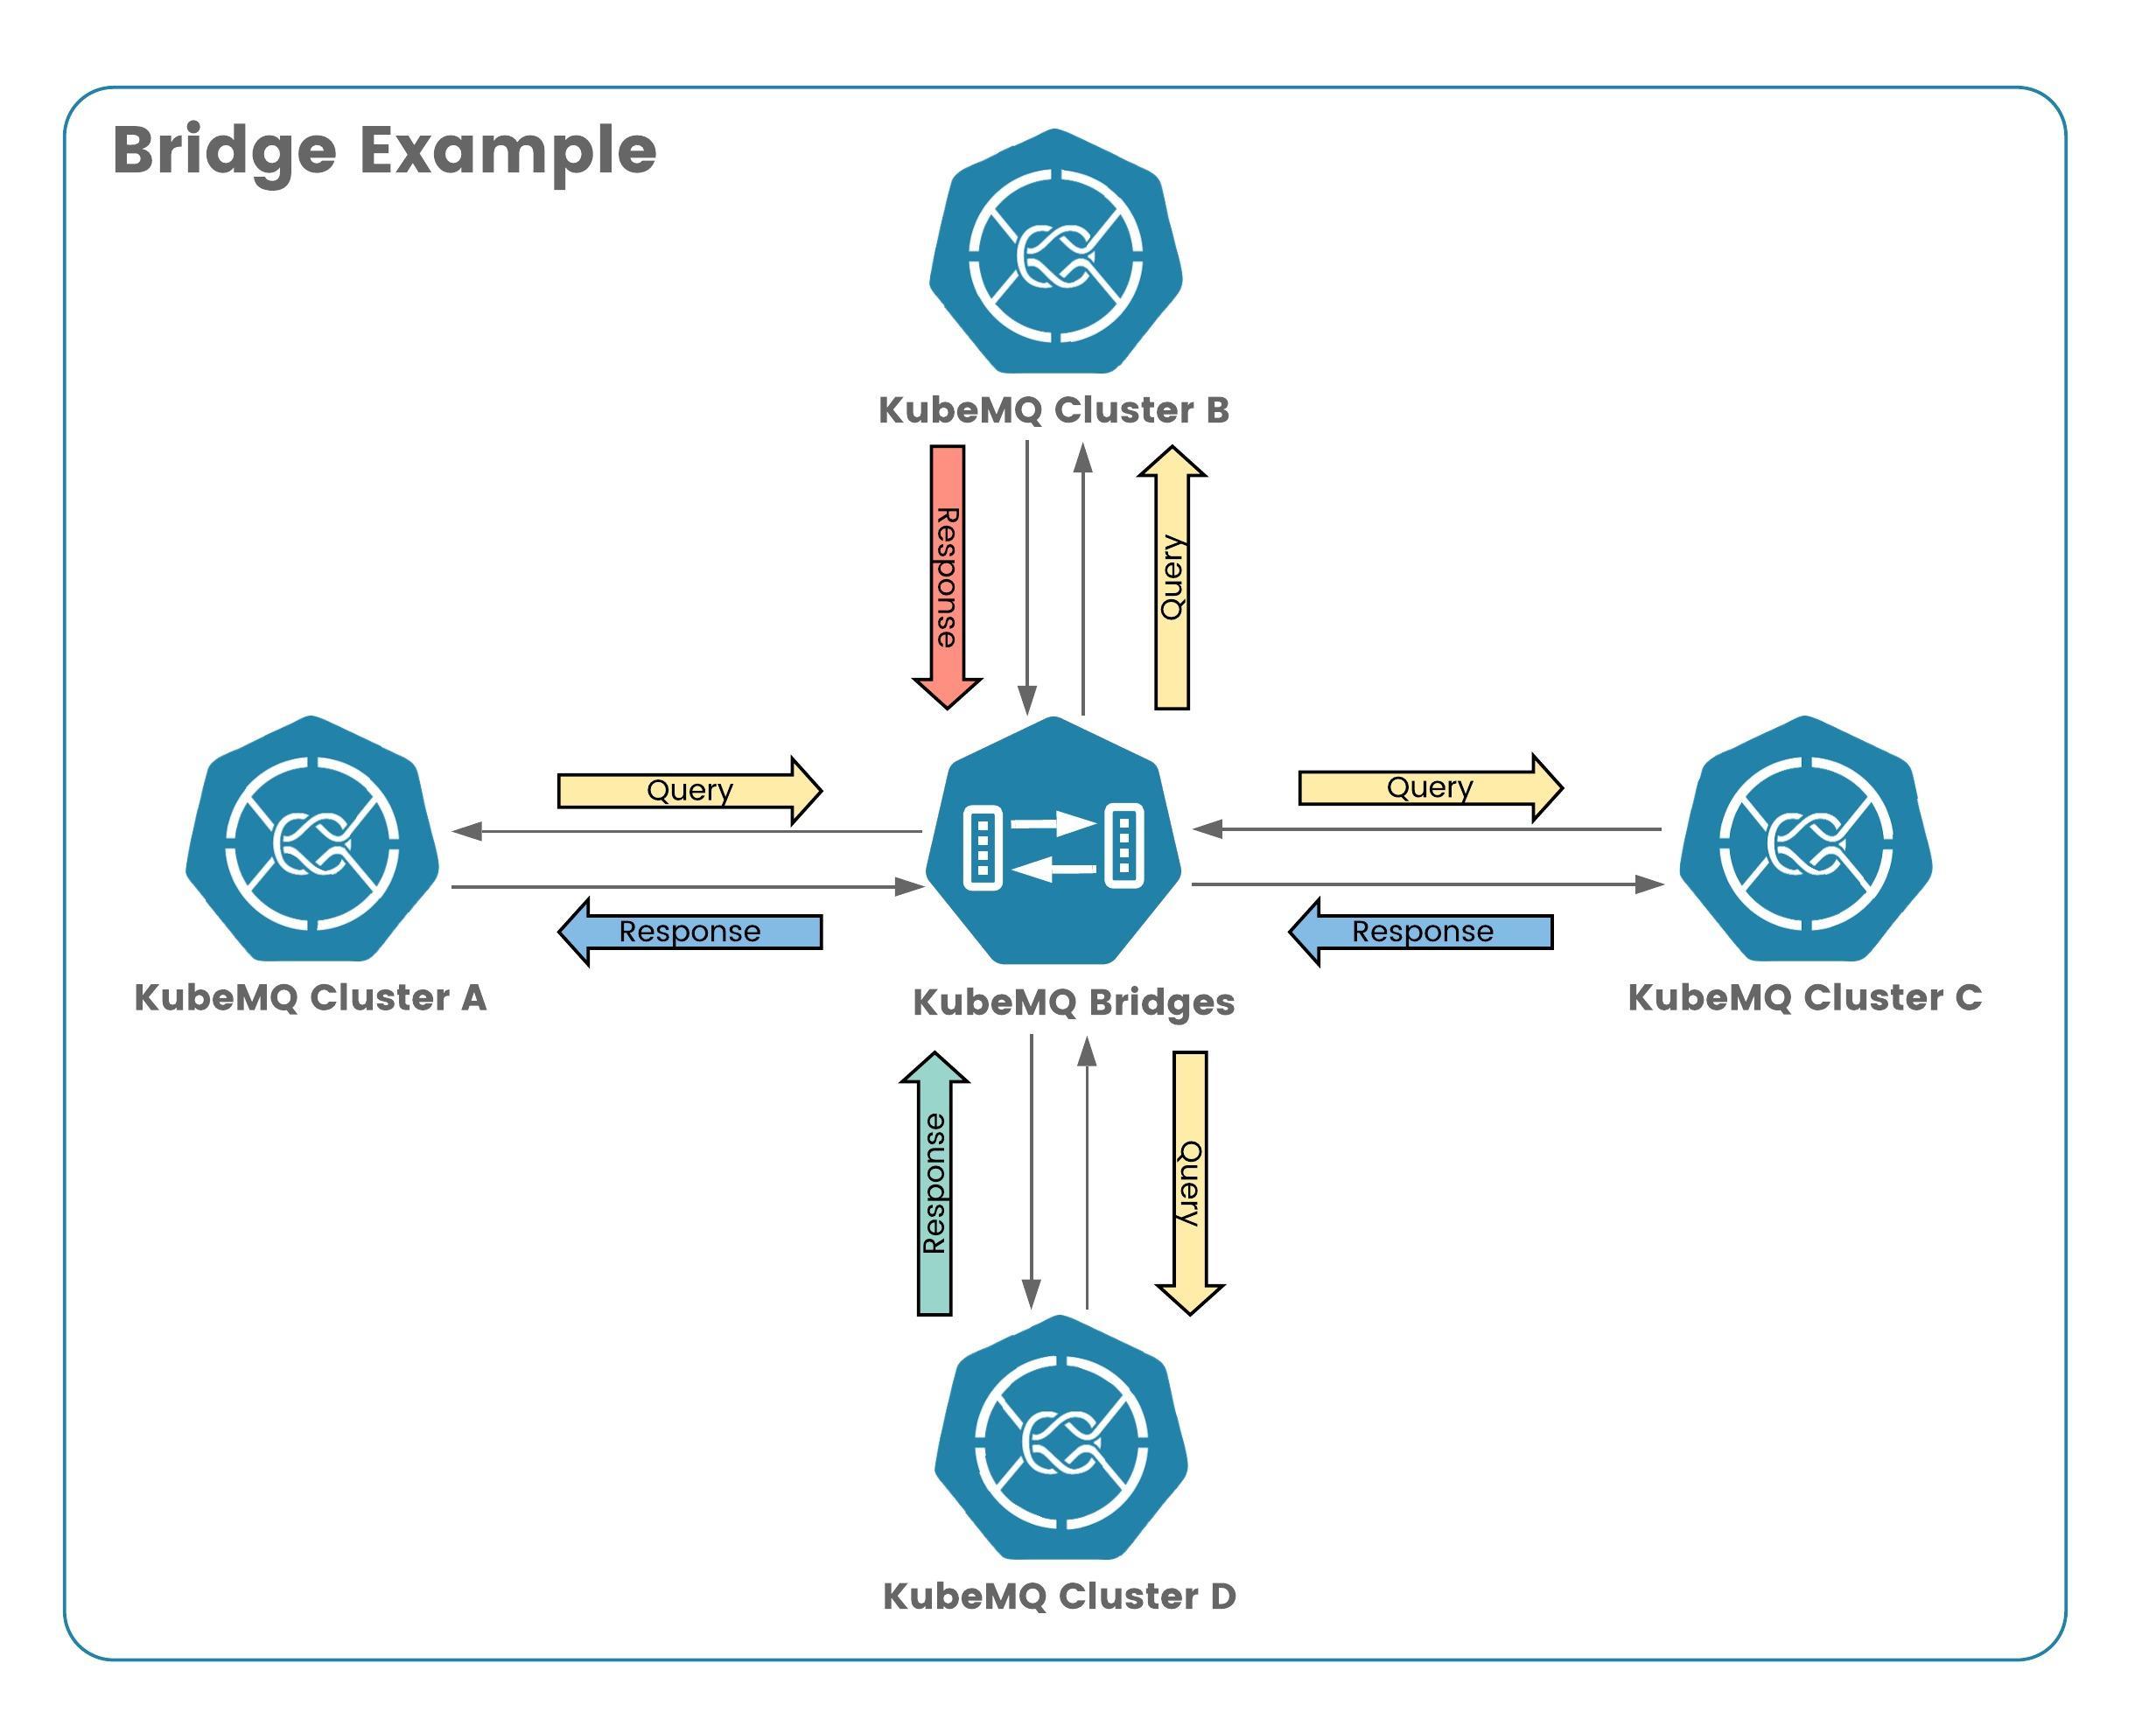 Bridge Example
KubeMQ Cluster B
Response
Query
Query
Query
Response
Response
KubeMQ Cluster A
KubeMQ Bridges
KubeMQ Cluster C
Response
Query
KubeMQ Cluster D